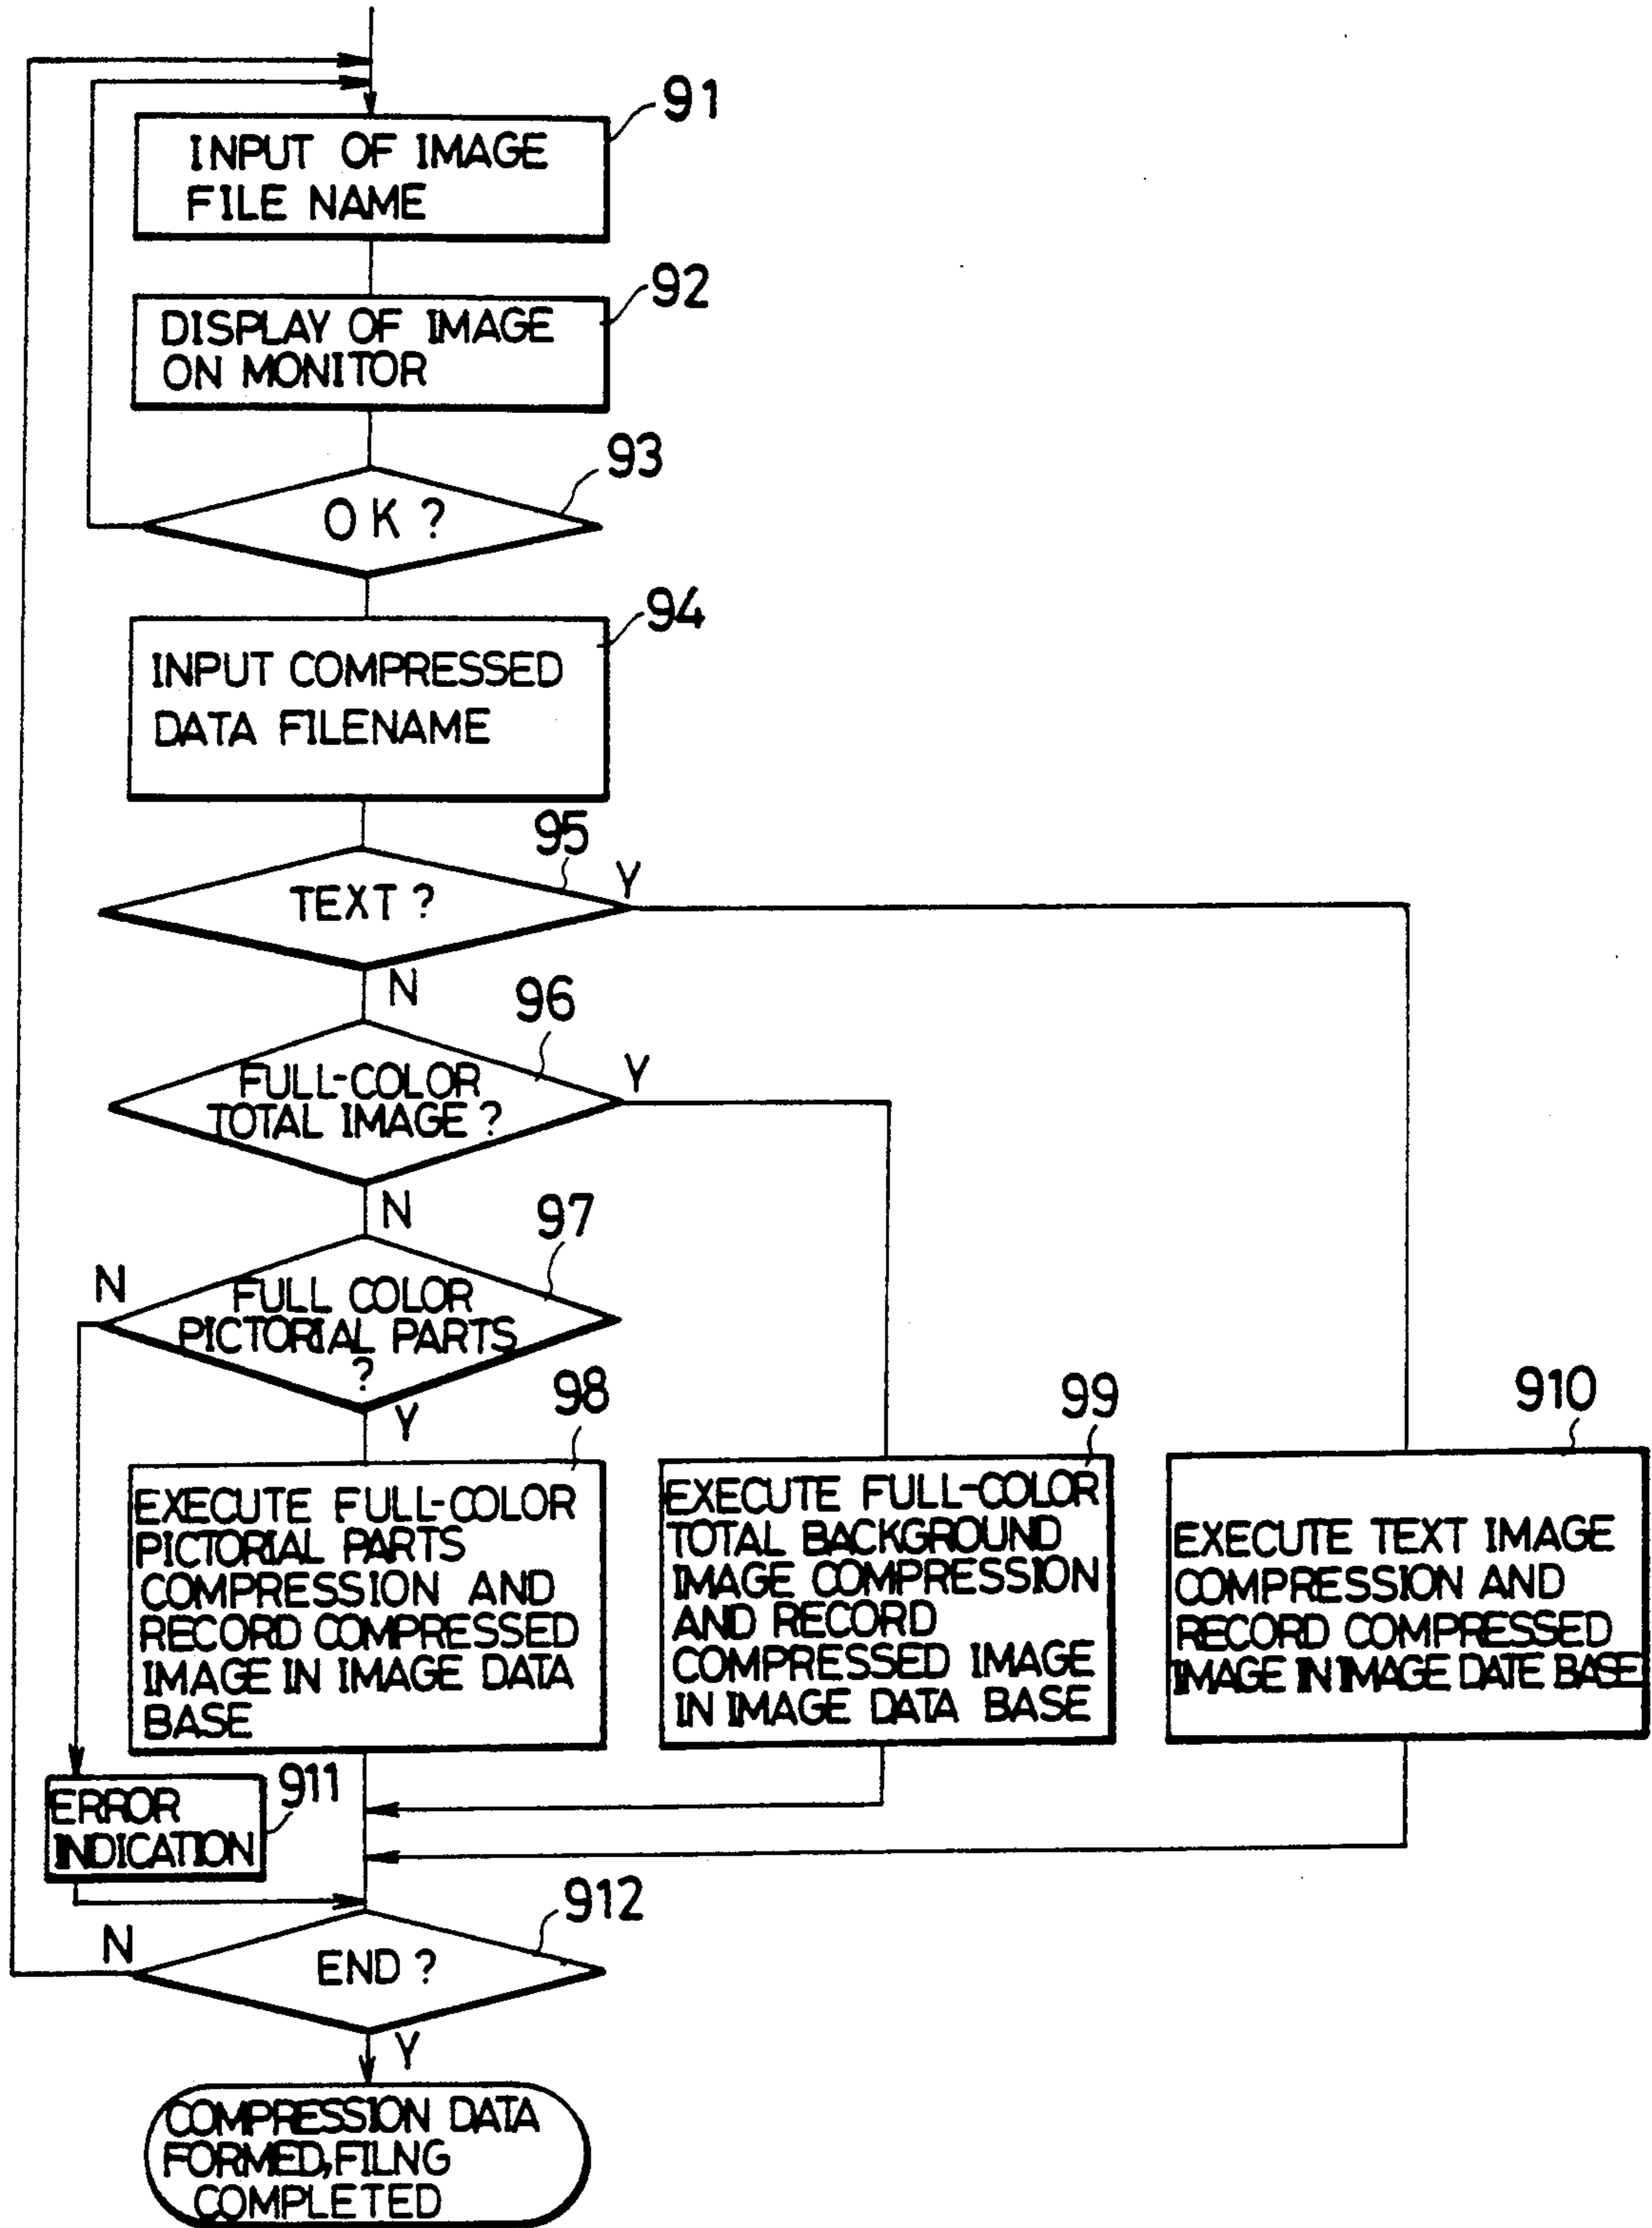 91
INPUT OF IMAGE
FILE NAME
92
DISPLAY OF IMAGE
ON MONITOR
93
OK ?
94
INPUT COMPRESSED
DATA FILENAME
95
TEXT ?
Y
N
96
FULL-COLOR
TOTAL IMAGE ?
Y
N
97
FULL COLOR
PICTORIAL PARTS
?
N
Y
98
EXECUTE FULL-COLOR
PICTORIAL PARTS
COMPRESSION AND
RECORD COMPRESSED
IMAGE IN IMAGE DATA
BASE
99
EXECUTE FULL-COLOR
TOTAL BACKGROUND
IMAGE COMPRESSION
AND RECORD
COMPRESSED IMAGE
IN IMAGE DATA BASE
910
EXECUTE TEXT IMAGE
COMPRESSION AND
RECORD COMPRESSED
IMAGE IN IMAGE DATE BASE
911
ERROR
INDICATION
912
END ?
N
Y
COMPRESSION DATA
FORMED,FILNG
COMPLETED